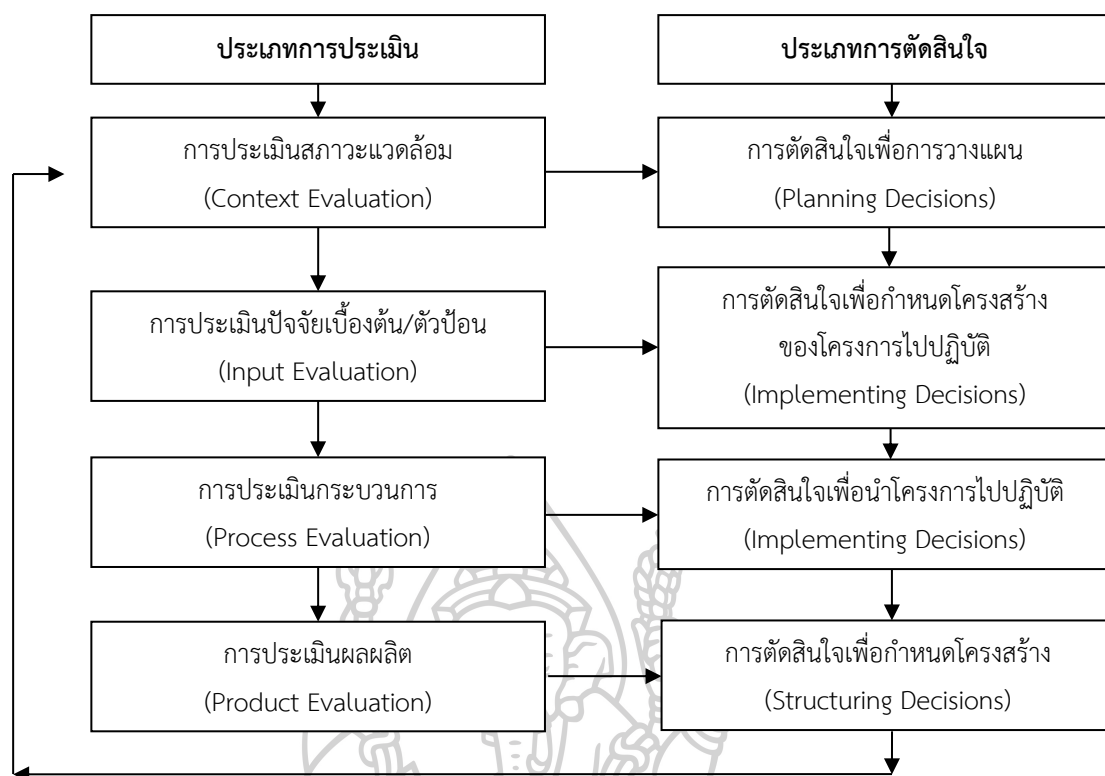 ประเภทการประเมิน
ประเภทการตัดสินใจ
การประเมินสภาวะแวดล้อม
(Context Evaluation)
การตัดสินใจเพื่อการวางแผน
(Planning Decisions)
การประเมินปัจจัยเบื้องต้น/ตัวป้อน
(Input Evaluation)
การตัดสินใจเพื่อกำหนดโครงสร้าง
ของโครงการไปปฏิบัติ
(Implementing Decisions)
การประเมินกระบวนการ
(Process Evaluation)
การตัดสินใจเพื่อนำโครงการไปปฏิบัติ
(Implementing Decisions)
การประเมินผลผลิต
(Product Evaluation)
การตัดสินใจเพื่อกำหนดโครงสร้าง
(Structuring Decisions)